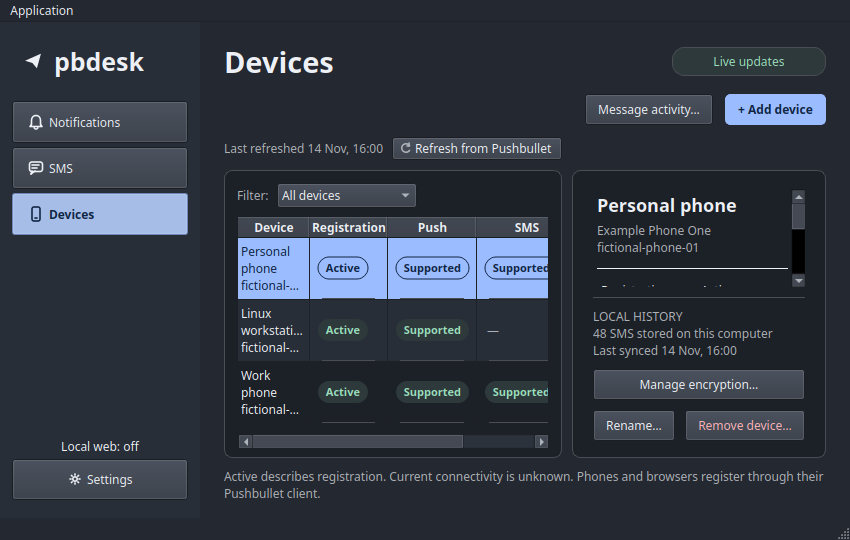 Application
pbdesk
Notifications
SMS
Devices
Local web: off
Settings
Devices
Live updates
Message activity...
+ Add device
Last refreshed 14 Nov, 16:00
Refresh from Pushbullet
Filter:
All devices
Device Registration Push SMS
Personal
phone
fictional-...
Active Supported Supported
Linux
workstati...
fictional-...
Active Supported —
Work
phone
fictional-...
Active Supported Supported
Personal phone
Example Phone One
fictional-phone-01
LOCAL HISTORY
48 SMS stored on this computer
Last synced 14 Nov, 16:00
Manage encryption...
Rename...
Remove device...
Active describes registration. Current connectivity is unknown. Phones and browsers register through their
Pushbullet client.